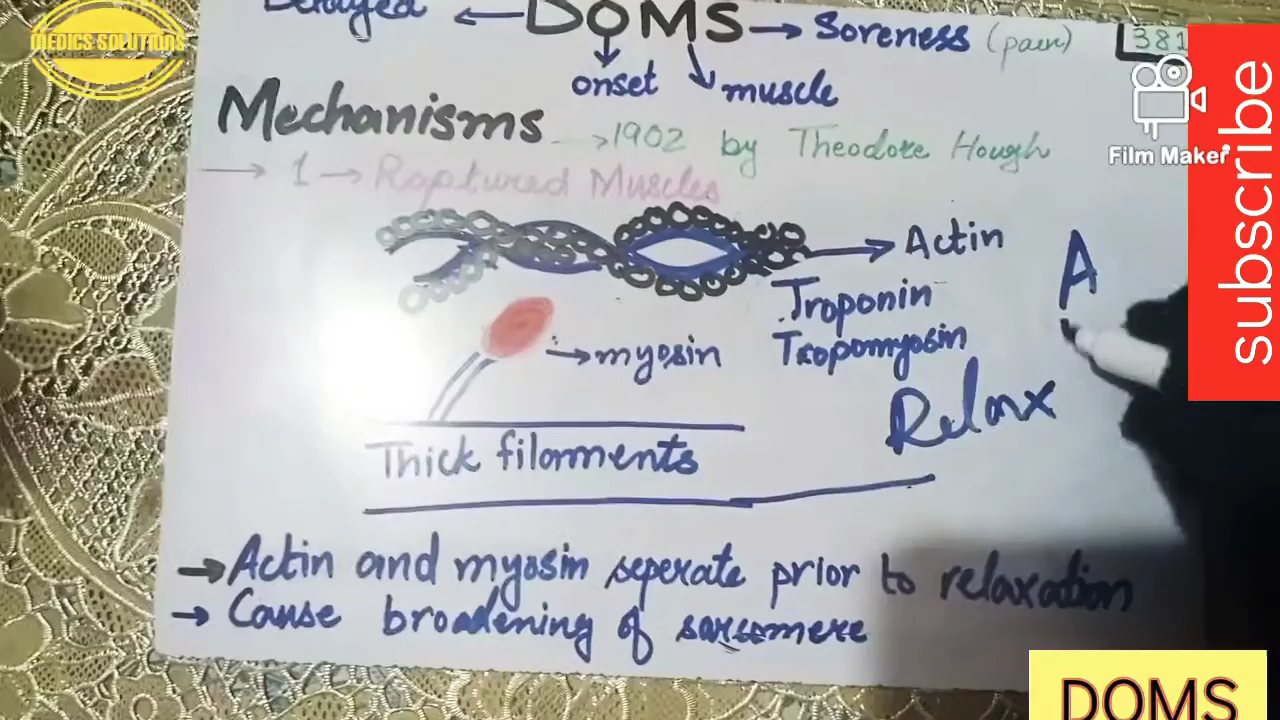 MEDICS SOLUTIONS
Delayed ← DOMS → Soreness (pain)
381
onset
muscle
Mechanisms → 1902 by Theodore Hough
→ 1 → Raptured Muscles
Film Maker
subscribe
→ Actin
Troponin
Tropomyosin
→ myosin
A
Relax
Thick filaments
→ Actin and myosin seperate prior to relaxation
→ Cause broadening of sarcomere
DOMS